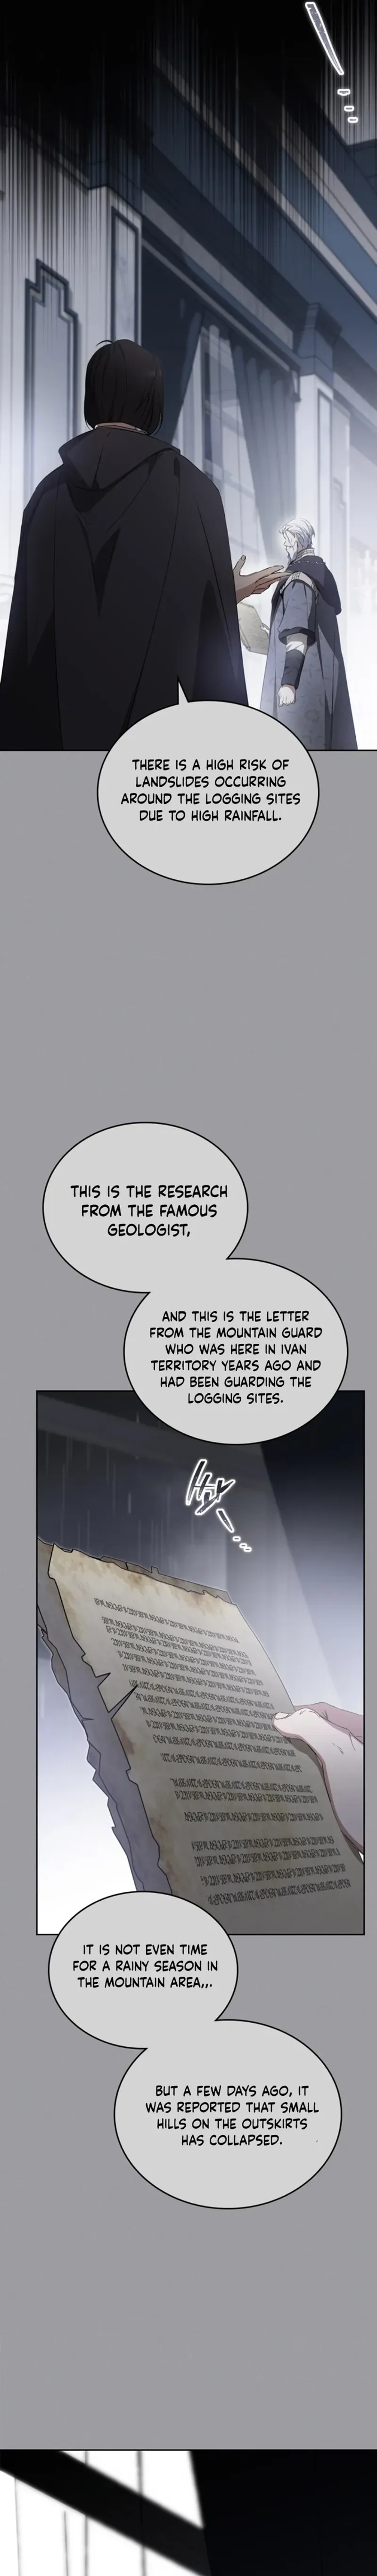 THERE IS A HIGH RISK OF
LANDSLIDES OCCURRING
AROUND THE LOGGING SITES
DUE TO HIGH RAINFALL.
THIS IS THE RESEARCH
FROM THE FAMOUS
GEOLOGIST,
AND THIS IS THE LETTER
FROM THE MOUNTAIN GUARD
WHO WAS HERE IN IVAN
TERRITORY YEARS AGO AND
HAD BEEN GUARDING THE
LOGGING SITES.
IT IS NOT EVEN TIME
FOR A RAINY SEASON IN
THE MOUNTAIN AREA,,.
BUT A FEW DAYS AGO, IT
WAS REPORTED THAT SMALL
HILLS ON THE OUTSKIRTS
HAS COLLAPSED.